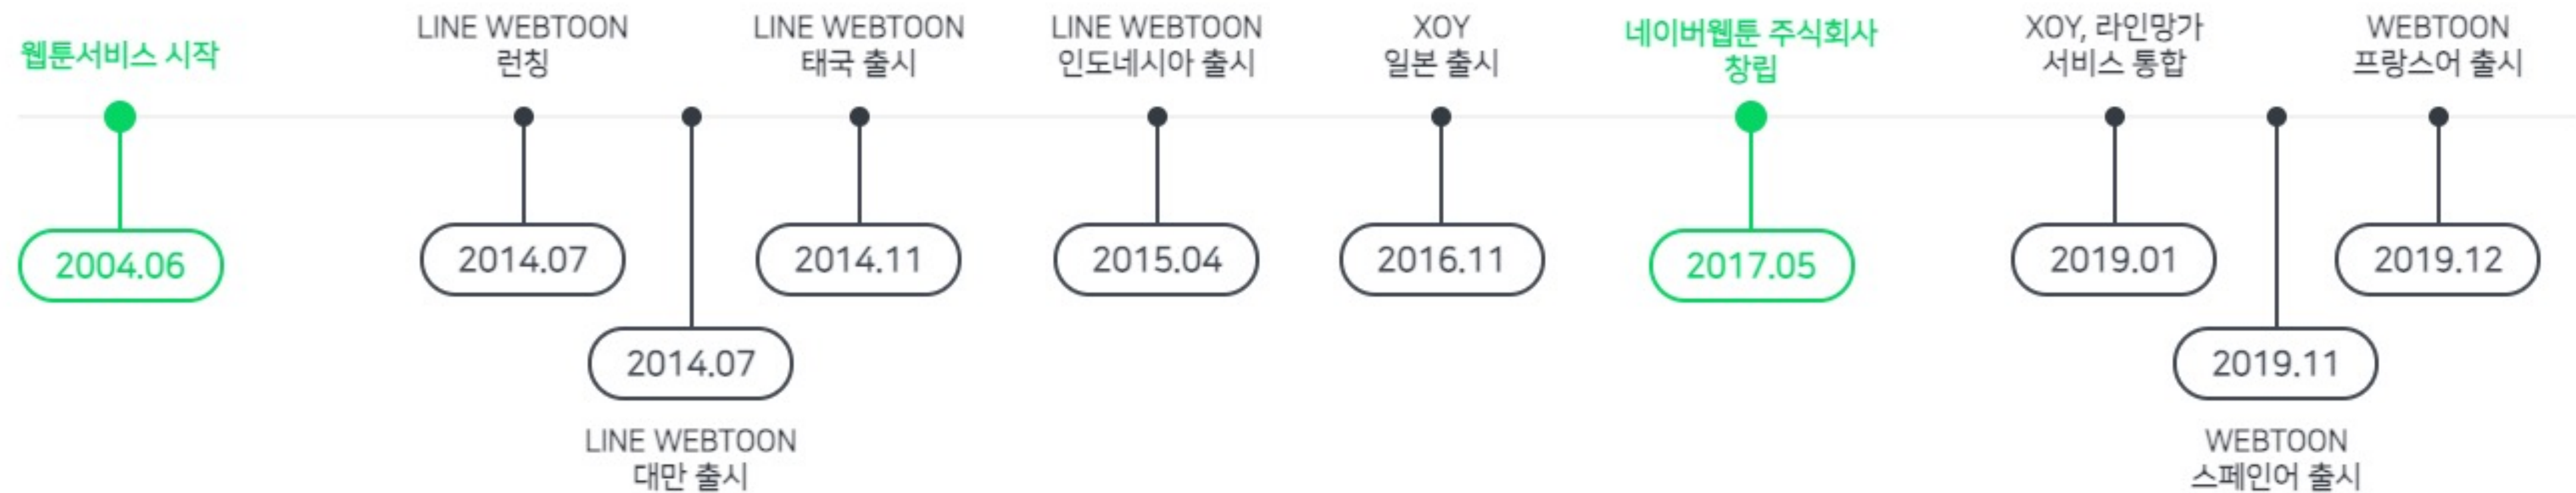 웹툰서비스 시작
2004.06
LINE WEBTOON
런칭
2014.07
2014.07
LINE WEBTOON
대만 출시
LINE WEBTOON
태국 출시
2014.11
LINE WEBTOON
인도네시아 출시
2015.04
XOY
일본 출시
2016.11
네이버웹툰 주식회사
창립
2017.05
XOY, 라인망가
서비스 통합
2019.01
2019.11
WEBTOON
스페인어 출시
WEBTOON
프랑스어 출시
2019.12